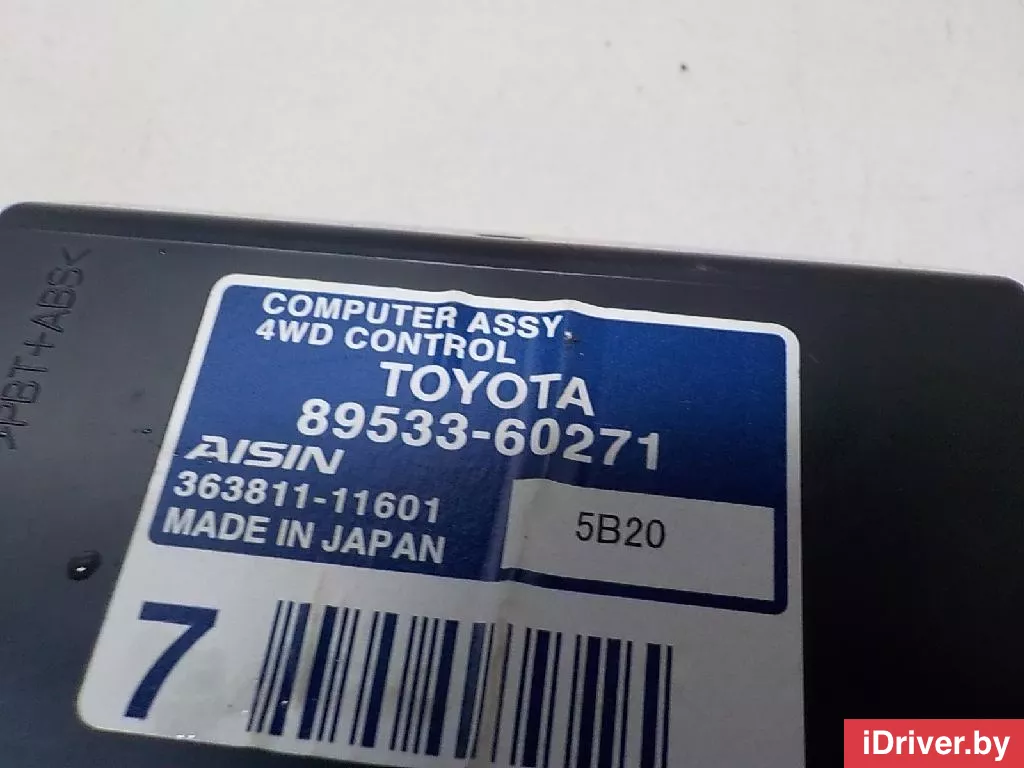 >PBT+ABS<
COMPUTER ASSY,
4WD CONTROL
TOYOTA
89533-60271
AISIN
363811-11601
5B20
MADE IN JAPAN
7
iDriver.by